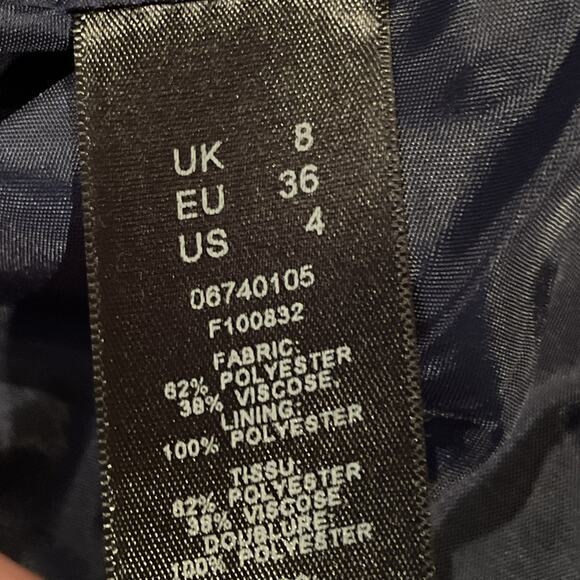 UK 8
EU 36
US 4
06740105
F100832
FABRIC:
62% POLYESTER
38% VISCOSE.
LINING:
100% POLYESTER
TISSU:
62% POLYESTER
38% VISCOSE
DOUBLURE:
100% POLYESTER